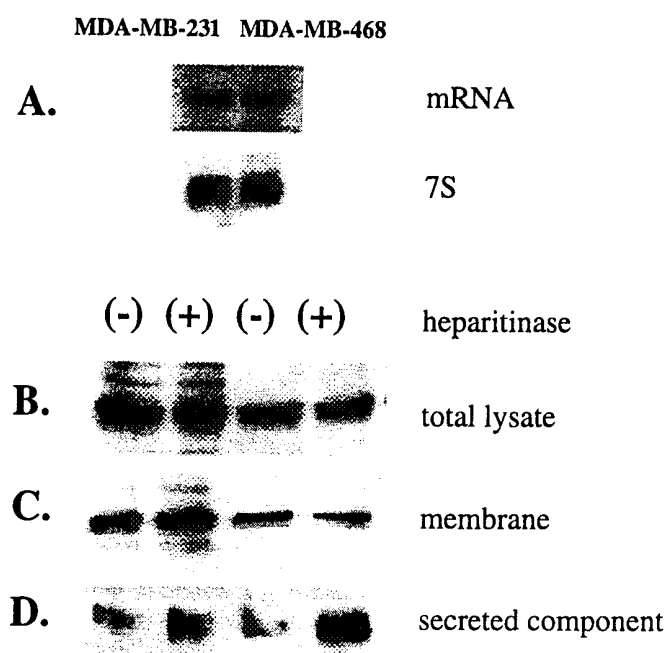 MDA-MB-231 MDA-MB-468
A. mRNA
7S
(-) (+) (-) (+) heparitinase
B. total lysate
C. membrane
D. secreted component